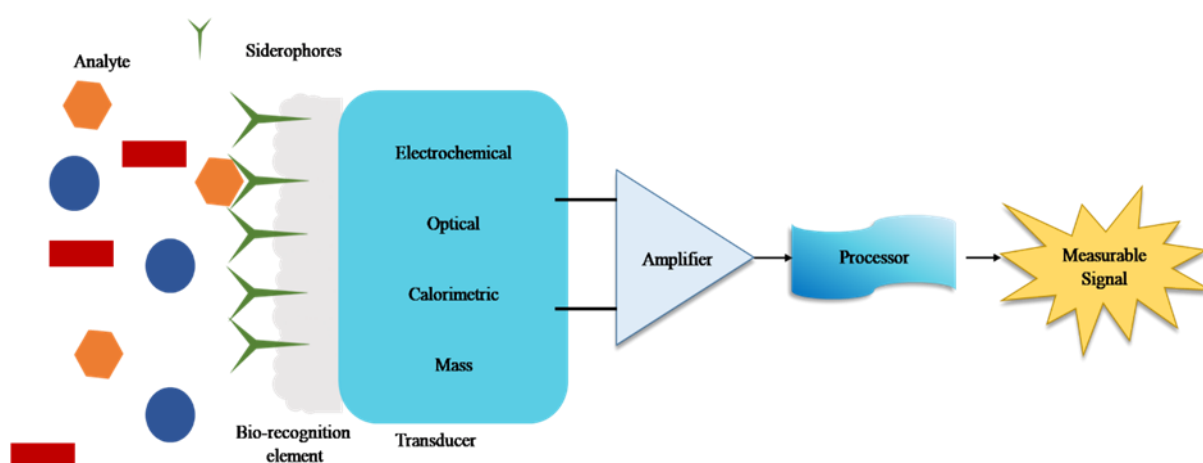 Siderophores
Analyte
Electrochemical
Optical
Calorimetric
Mass
Amplifier
Processor
Measurable
Signal
Bio-recognition
element
Transducer